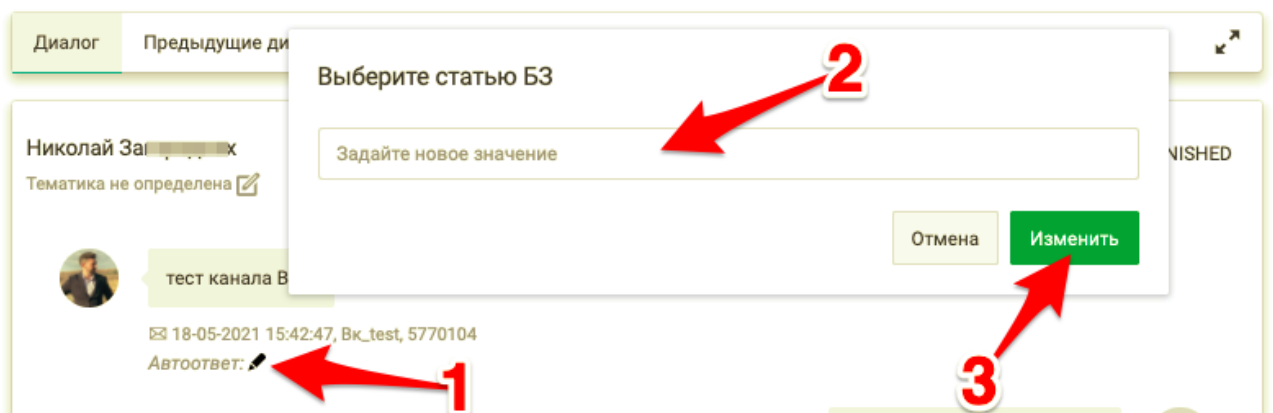 Диалог
Предыдущие ди
Выберите статью БЗ
2
Николай За
Задайте новое значение
NISHED
Тематика не определена
Отмена
Изменить
тест канала В
18-05-2021 15:42:47, Вк_test, 5770104
Автоответ:
1
3